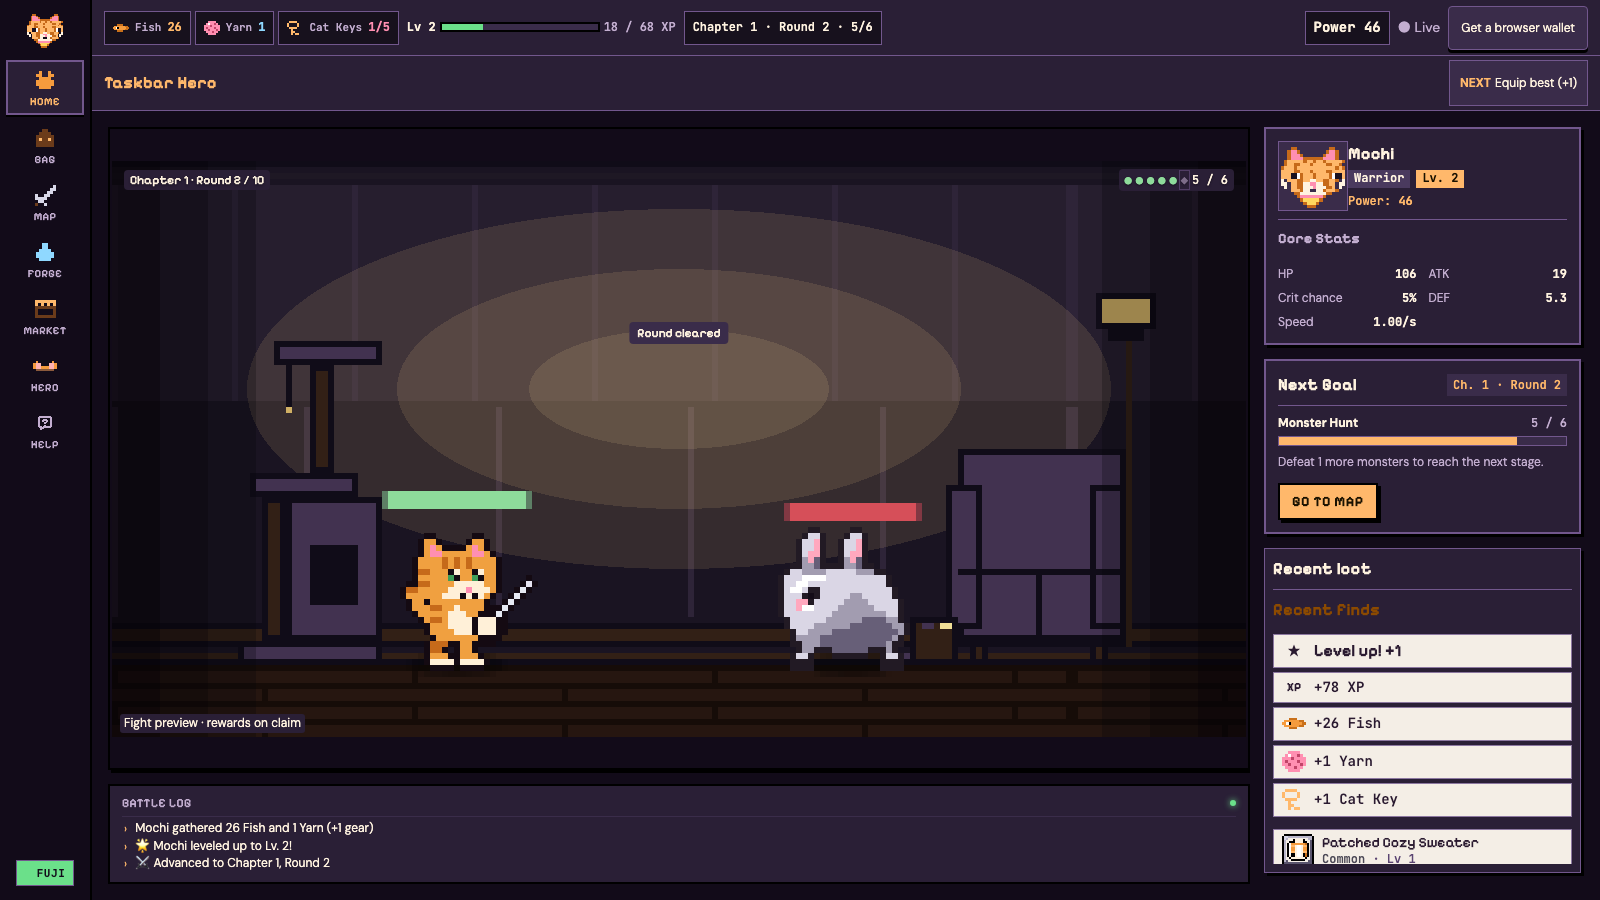 Fish 26
Yarn 1
Cat Keys 1/5
Lv 2
18 / 68 XP
Chapter 1 · Round 2 · 5/6
Power 46
Live
Get a browser wallet
HOME
BAG
MAP
FORGE
MARKET
HERO
HELP
FUJI
Taskbar Hero
NEXT Equip best (+1)
Chapter 1 · Round 2 / 10
5 / 6
Round cleared
Fight preview · rewards on claim
BATTLE LOG
› Mochi gathered 26 Fish and 1 Yarn (+1 gear)
› 🌟 Mochi leveled up to Lv. 2!
› ⚔️ Advanced to Chapter 1, Round 2
Mochi
Warrior
Lv. 2
Power: 46
Core Stats
HP 106 ATK 19
Crit chance 5% DEF 5.3
Speed 1.00/s
Next Goal
Ch. 1 · Round 2
Monster Hunt 5 / 6
Defeat 1 more monsters to reach the next stage.
GO TO MAP
Recent loot
Recent finds
★ Level up! +1
XP +78 XP
+26 Fish
+1 Yarn
+1 Cat Key
Patched Cozy Sweater
Common · Lv 1